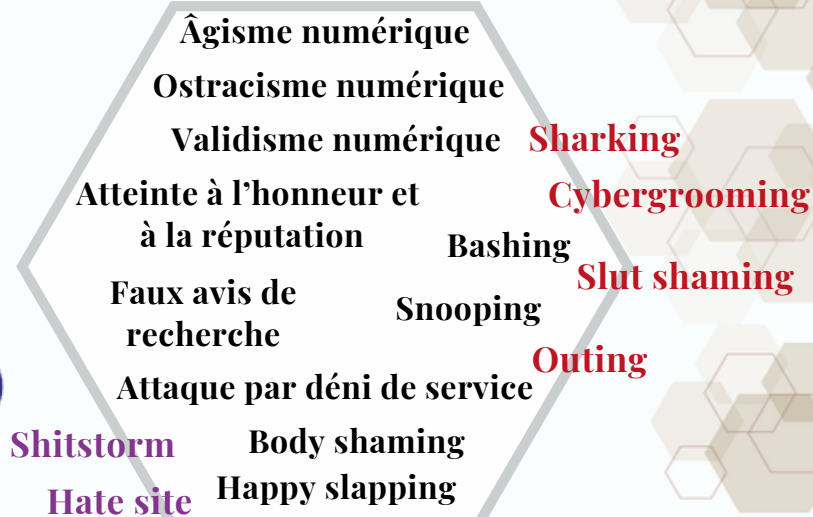 Âgisme numérique
Ostracisme numérique
Validisme numérique
Sharking
Atteinte à l’honneur et
à la réputation
Cybergrooming
Bashing
Slut shaming
Faux avis de
recherche
Snooping
Outing
Attaque par déni de service
Shitstorm
Body shaming
Hate site
Happy slapping